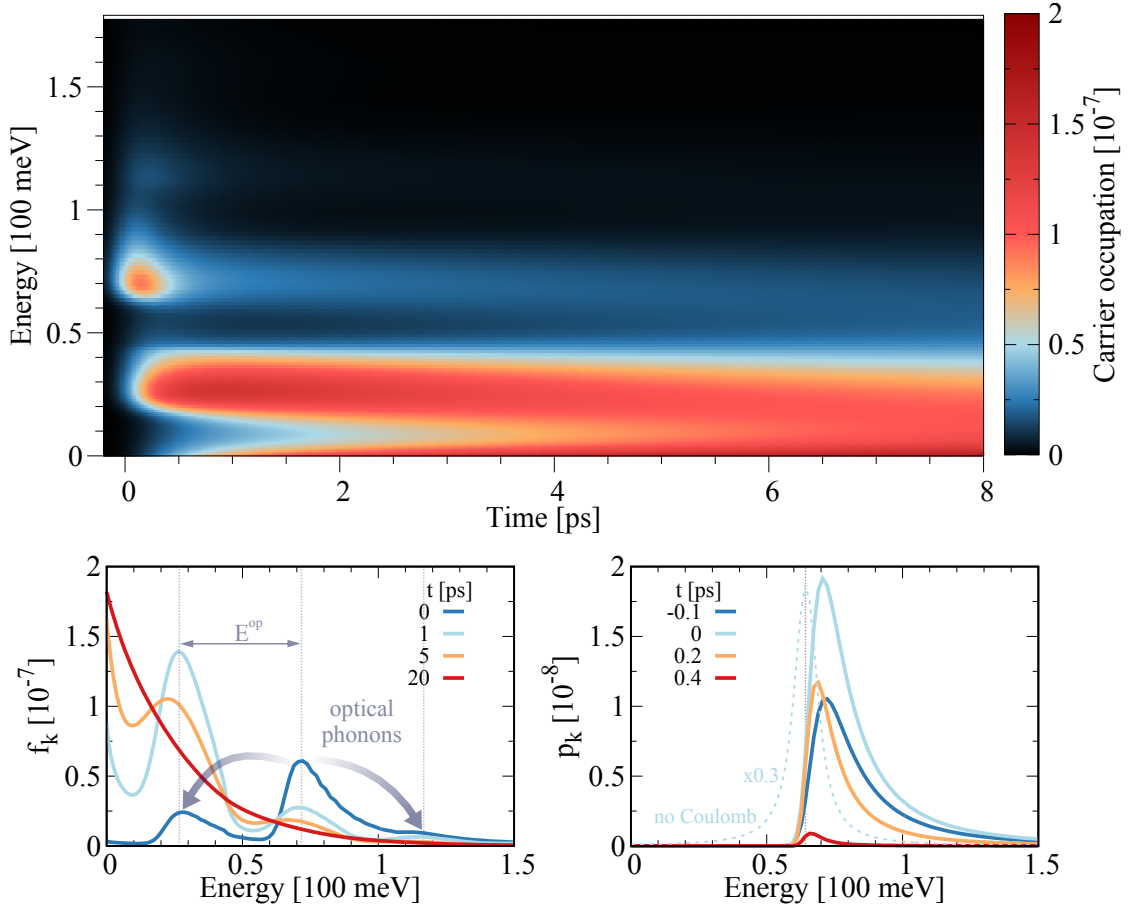 Energy [100 meV]
1.5
1
0.5
0
0
2
4
6
8
Time [ps]
2
1.5
1
0.5
0
Carrier occupation [10^-7]
f_k [10^-7]
2
1.5
1
0.5
0
t [ps]
0
1
5
20
E^op
optical
phonons
0
0.5
1
1.5
Energy [100 meV]
p_k [10^-8]
2
1.5
1
0.5
0
t [ps]
-0.1
0
0.2
0.4
x0.3
no Coulomb
0
0.5
1
1.5
Energy [100 meV]